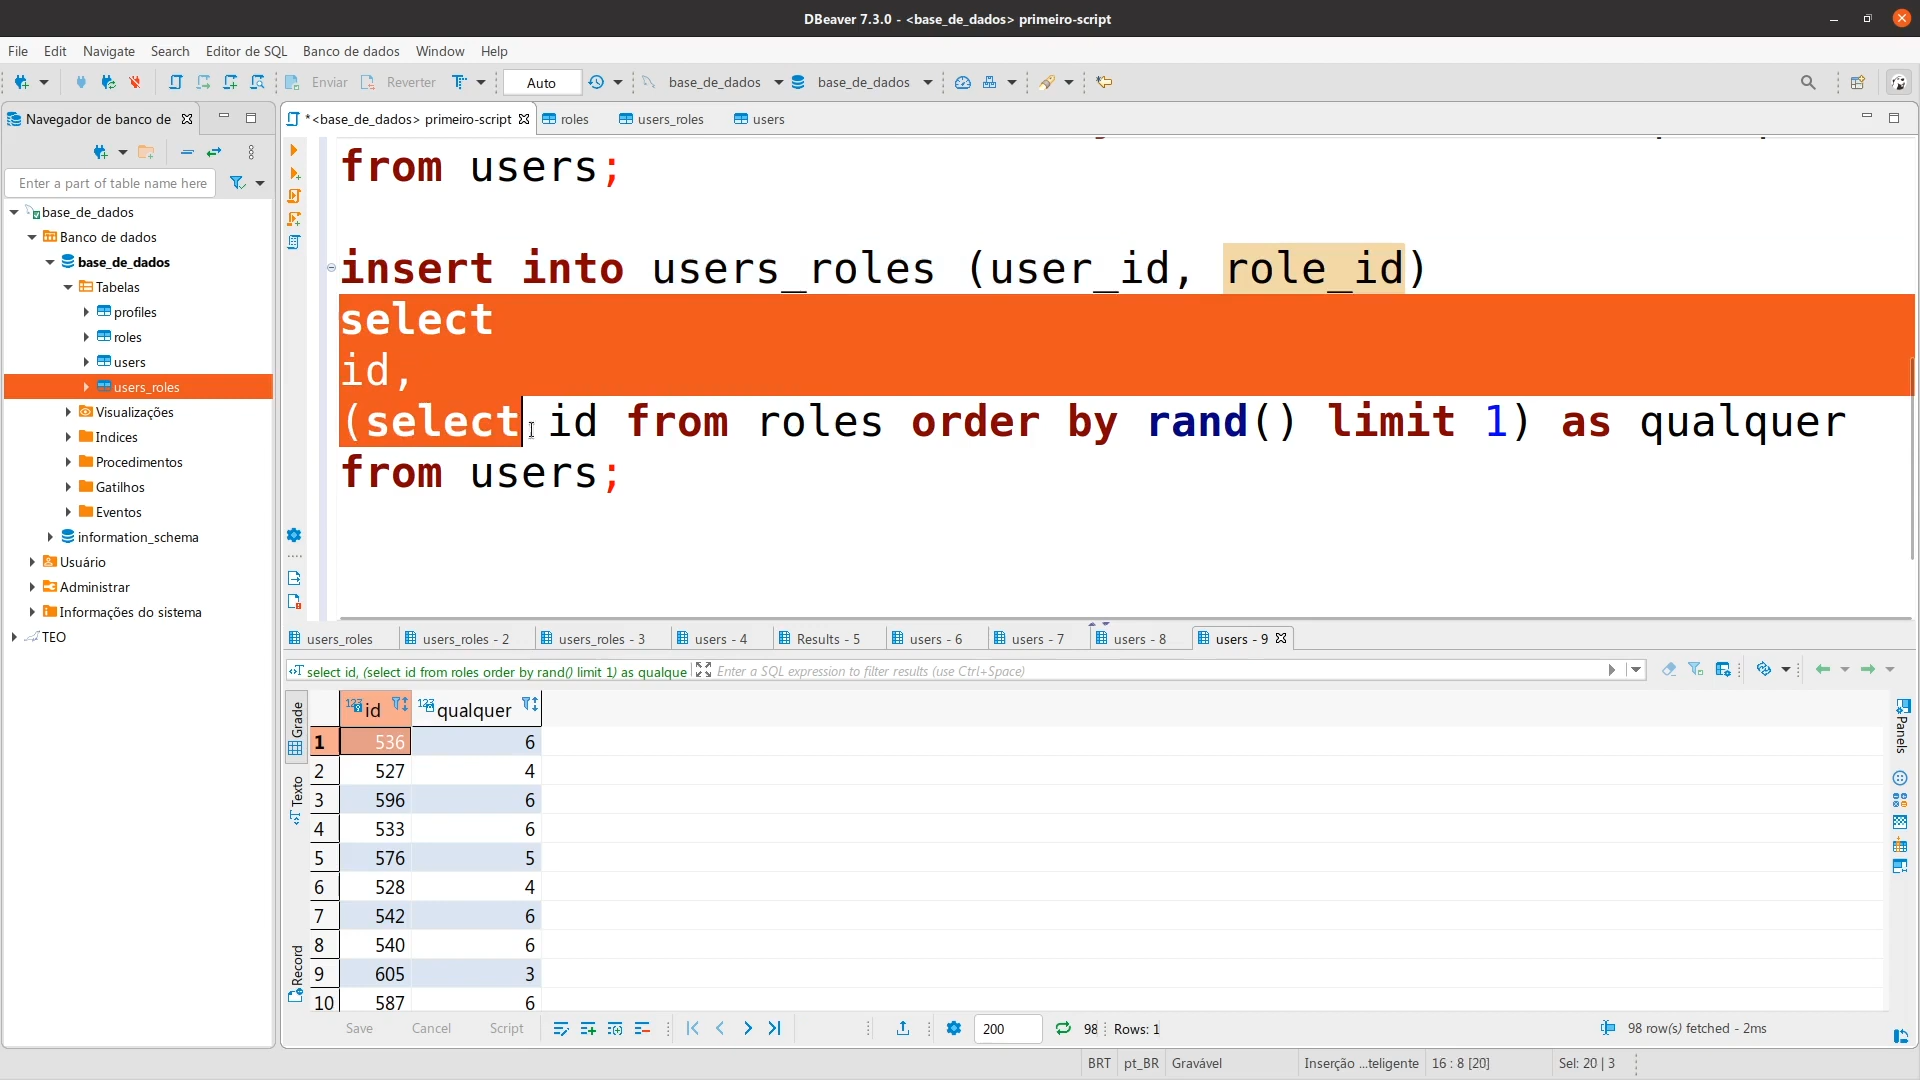 DBeaver 7.3.0 - <base_de_dados> primeiro-script
File Edit Navigate Search Editor de SQL Banco de dados Window Help
Enviar Reverter Auto base_de_dados base_de_dados
Navegador de banco de
*<base_de_dados> primeiro-script roles users_roles users
Enter a part of table name here
base_de_dados
Banco de dados
base_de_dados
Tabelas
profiles
roles
users
users_roles
Visualizações
Indices
Procedimentos
Gatilhos
Eventos
information_schema
Usuário
Administrar
Informações do sistema
TEO
from users;
insert into users_roles (user_id, role_id)
select
id,
(select id from roles order by rand() limit 1) as qualquer
from users;
users_roles users_roles - 2 users_roles - 3 users - 4 Results - 5 users - 6 users - 7 users - 8 users - 9
select id, (select id from roles order by rand() limit 1) as qualque Enter a SQL expression to filter results (use Ctrl+Space)
Grade
Texto
Record
Panels
id qualquer
1 536 6
2 527 4
3 596 6
4 533 6
5 576 5
6 528 4
7 542 6
8 540 6
9 605 3
10 587 6
Save Cancel Script 200 98 Rows: 1 98 row(s) fetched - 2ms
BRT pt_BR Gravável Inserção ...teligente 16 : 8 [20] Sel: 20 | 3